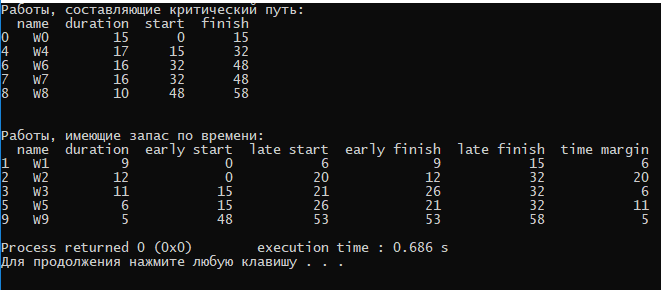 Работы, составляющие критический путь:
name duration start finish
0 W0 15 0 15
4 W4 17 15 32
6 W6 16 32 48
7 W7 16 32 48
8 W8 10 48 58
Работы, имеющие запас по времени:
name duration early start late start early finish late finish time margin
1 W1 9 0 6 9 15 6
2 W2 12 0 20 12 32 20
3 W3 11 15 21 26 32 6
5 W5 6 15 26 21 32 11
9 W9 5 48 53 53 58 5
Process returned 0 (0x0) execution time : 0.686 s
Для продолжения нажмите любую клавишу . . .